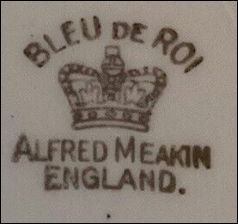 BLEU DE ROI
ALFRED MEAKIN
ENGLAND.